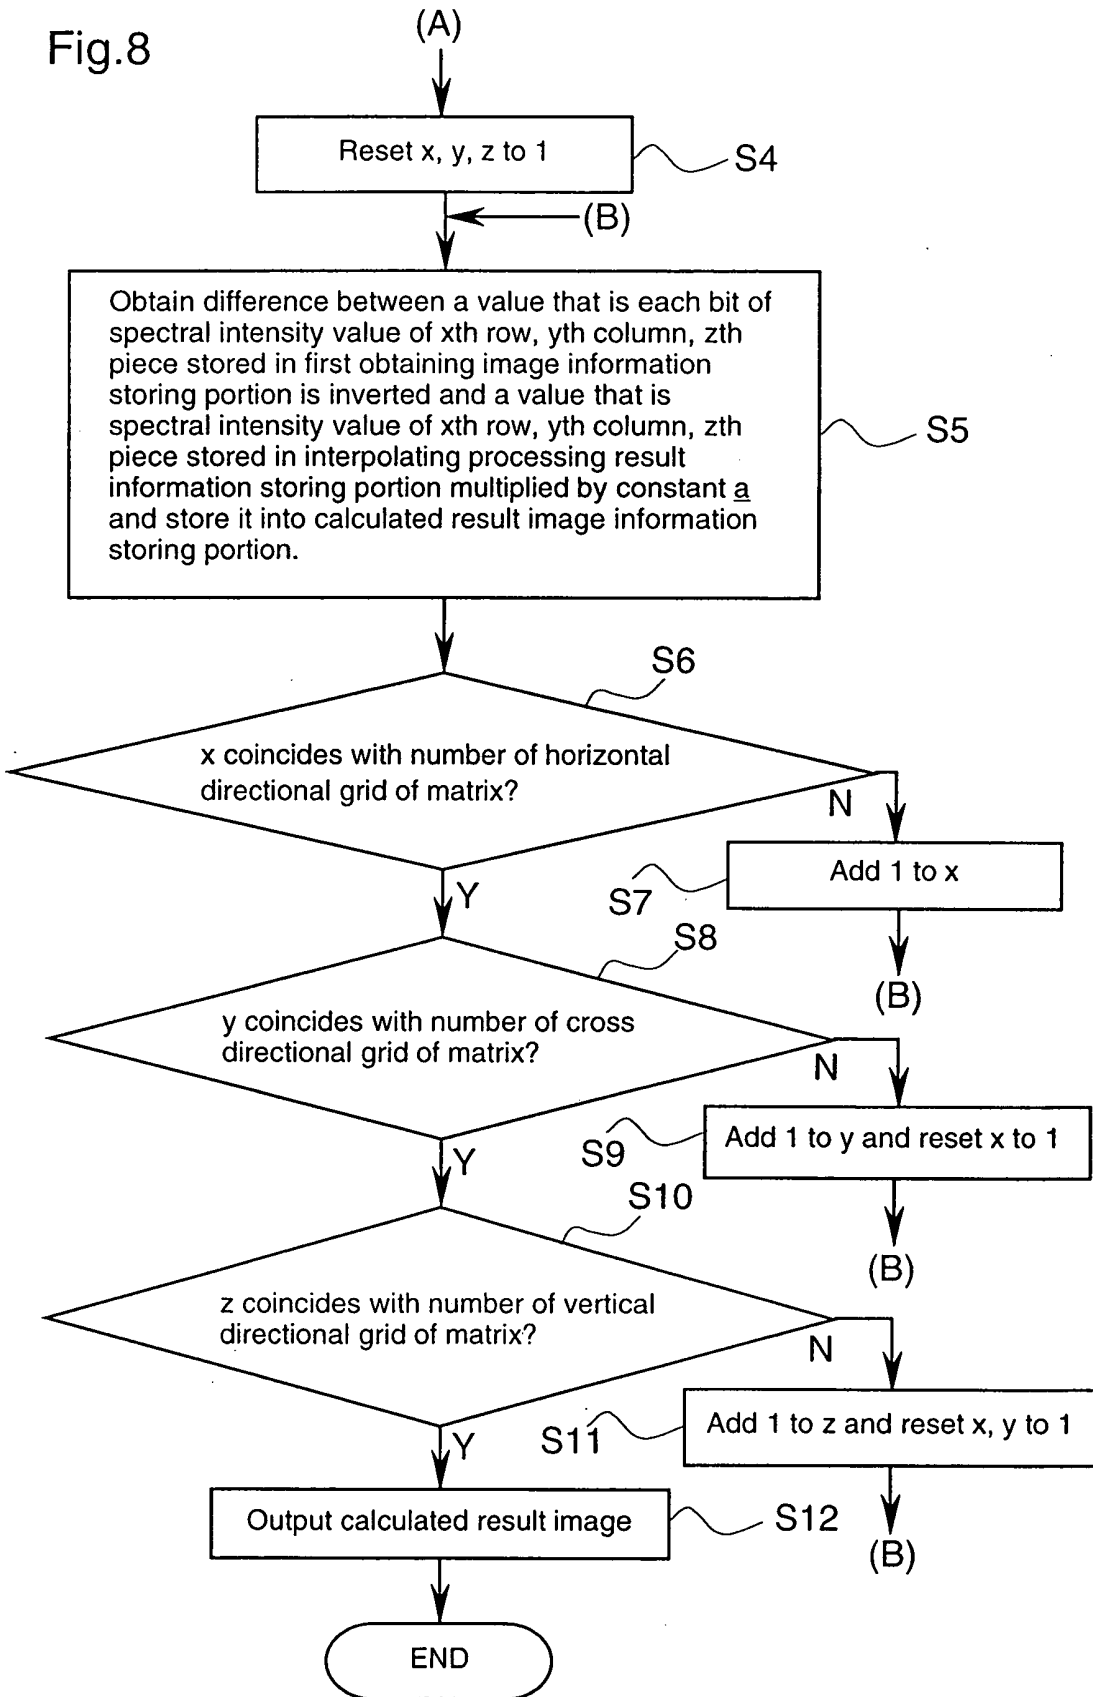 Fig.8
(A)
Reset x, y, z to 1
S4
(B)
Obtain difference between a value that is each bit of
spectral intensity value of xth row, yth column, zth
piece stored in first obtaining image information
storing portion is inverted and a value that is
spectral intensity value of xth row, yth column, zth
piece stored in interpolating processing result
information storing portion multiplied by constant a
and store it into calculated result image information
storing portion.
S5
S6
x coincides with number of horizontal
directional grid of matrix?
N
Add 1 to x
S7
Y
(B)
S8
y coincides with number of cross
directional grid of matrix?
N
Add 1 to y and reset x to 1
S9
Y
(B)
S10
z coincides with number of vertical
directional grid of matrix?
N
Add 1 to z and reset x, y to 1
S11
Y
(B)
Output calculated result image
S12
END